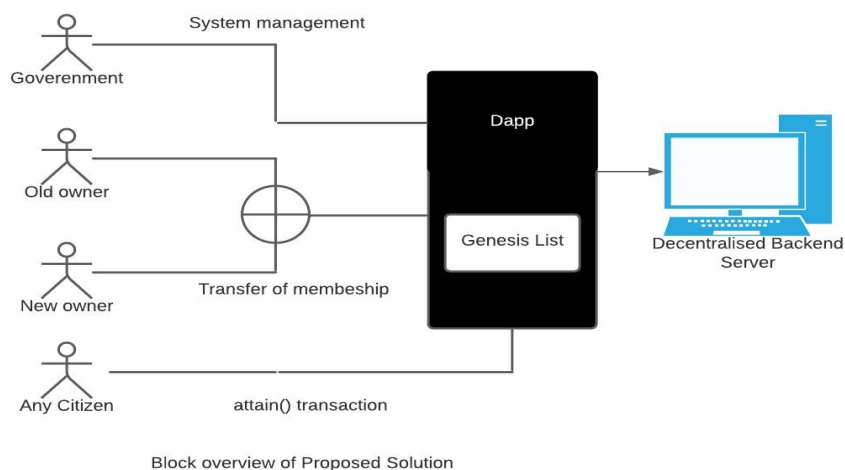 System management
Goverenment
Dapp
Old owner
Genesis List
Decentralised Backend
Server
Transfer of membeship
New owner
Any Citizen
attain() transaction
Block overview of Proposed Solution